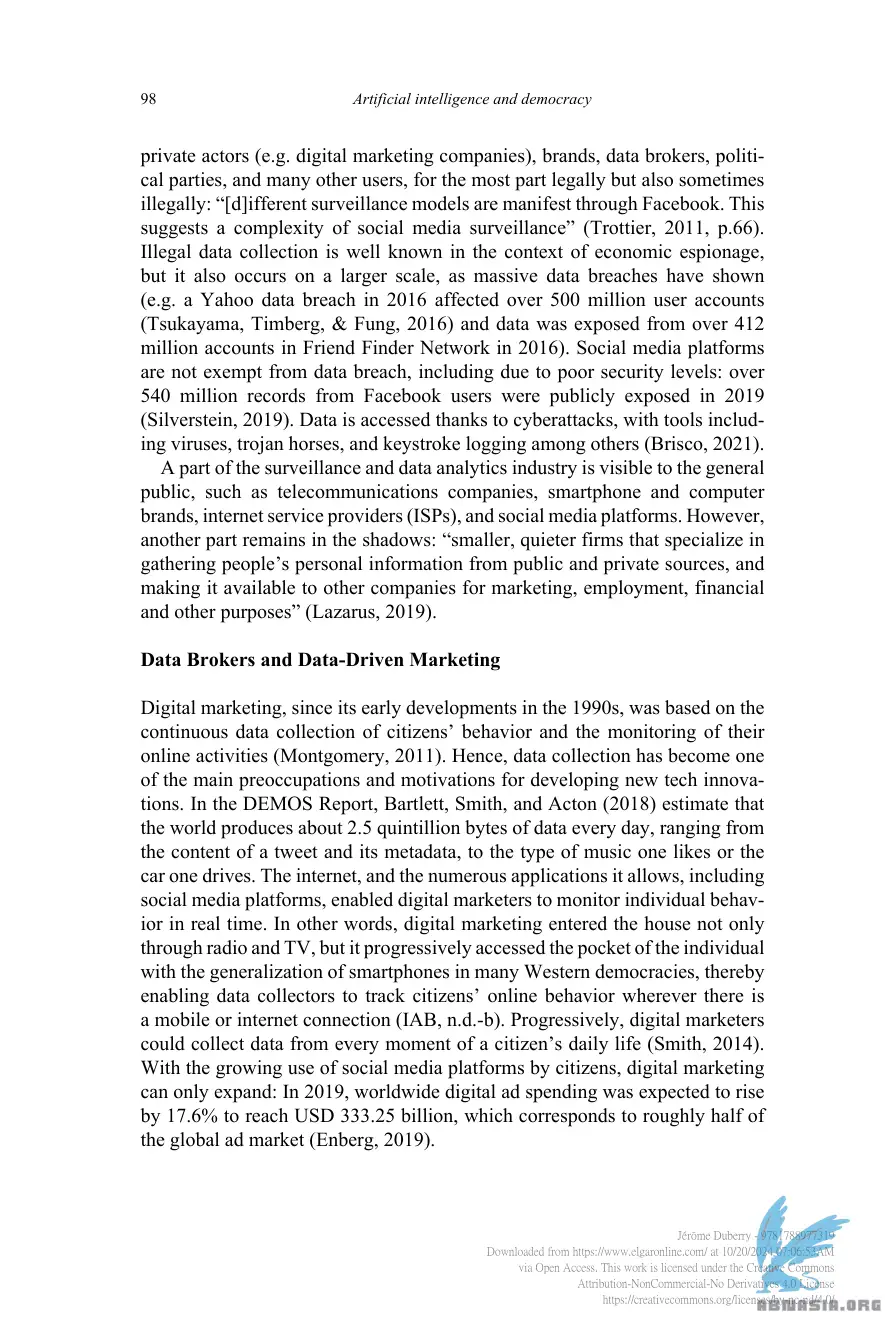 98 Artificial intelligence and democracy
private actors (e.g. digital marketing companies), brands, data brokers, politi-
cal parties, and many other users, for the most part legally but also sometimes
illegally: “[d]ifferent surveillance models are manifest through Facebook. This
suggests a complexity of social media surveillance” (Trottier, 2011, p.66).
Illegal data collection is well known in the context of economic espionage,
but it also occurs on a larger scale, as massive data breaches have shown
(e.g. a Yahoo data breach in 2016 affected over 500 million user accounts
(Tsukayama, Timberg, & Fung, 2016) and data was exposed from over 412
million accounts in Friend Finder Network in 2016). Social media platforms
are not exempt from data breach, including due to poor security levels: over
540 million records from Facebook users were publicly exposed in 2019
(Silverstein, 2019). Data is accessed thanks to cyberattacks, with tools includ-
ing viruses, trojan horses, and keystroke logging among others (Brisco, 2021).
A part of the surveillance and data analytics industry is visible to the general
public, such as telecommunications companies, smartphone and computer
brands, internet service providers (ISPs), and social media platforms. However,
another part remains in the shadows: “smaller, quieter firms that specialize in
gathering people’s personal information from public and private sources, and
making it available to other companies for marketing, employment, financial
and other purposes” (Lazarus, 2019).
Data Brokers and Data-Driven Marketing
Digital marketing, since its early developments in the 1990s, was based on the
continuous data collection of citizens’ behavior and the monitoring of their
online activities (Montgomery, 2011). Hence, data collection has become one
of the main preoccupations and motivations for developing new tech innova-
tions. In the DEMOS Report, Bartlett, Smith, and Acton (2018) estimate that
the world produces about 2.5 quintillion bytes of data every day, ranging from
the content of a tweet and its metadata, to the type of music one likes or the
car one drives. The internet, and the numerous applications it allows, including
social media platforms, enabled digital marketers to monitor individual behav-
ior in real time. In other words, digital marketing entered the house not only
through radio and TV, but it progressively accessed the pocket of the individual
with the generalization of smartphones in many Western democracies, thereby
enabling data collectors to track citizens’ online behavior wherever there is
a mobile or internet connection (IAB, n.d.-b). Progressively, digital marketers
could collect data from every moment of a citizen’s daily life (Smith, 2014).
With the growing use of social media platforms by citizens, digital marketing
can only expand: In 2019, worldwide digital ad spending was expected to rise
by 17.6% to reach USD 333.25 billion, which corresponds to roughly half of
the global ad market (Enberg, 2019).
Jérôme Duberry - 9781788977319
Downloaded from https://www.elgaronline.com/ at 10/20/2024 07:06:53AM
via Open Access. This work is licensed under the Creative Commons
Attribution-NonCommercial-No Derivatives 4.0 License
https://creativecommons.org/licenses/by-nc-nd/4.0/
ABTVASIA.ORG